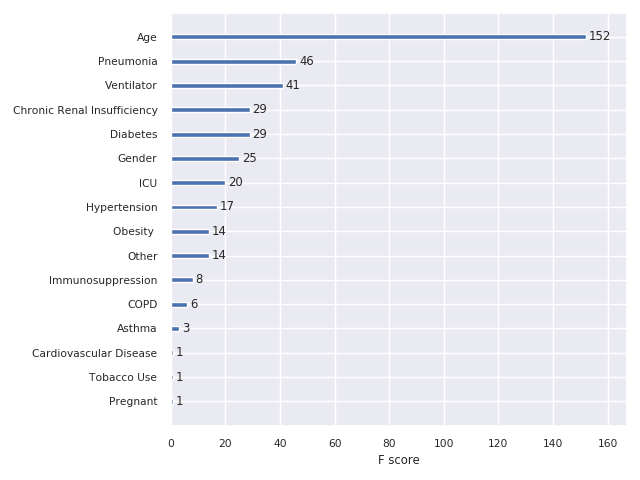 Age 152
Pneumonia 46
Ventilator 41
Chronic Renal Insufficiency 29
Diabetes 29
Gender 25
ICU 20
Hypertension 17
Obesity 14
Other 14
Immunosuppression 8
COPD 6
Asthma 3
Cardiovascular Disease 1
Tobacco Use 1
Pregnant 1
0 20 40 60 80 100 120 140 160
F score